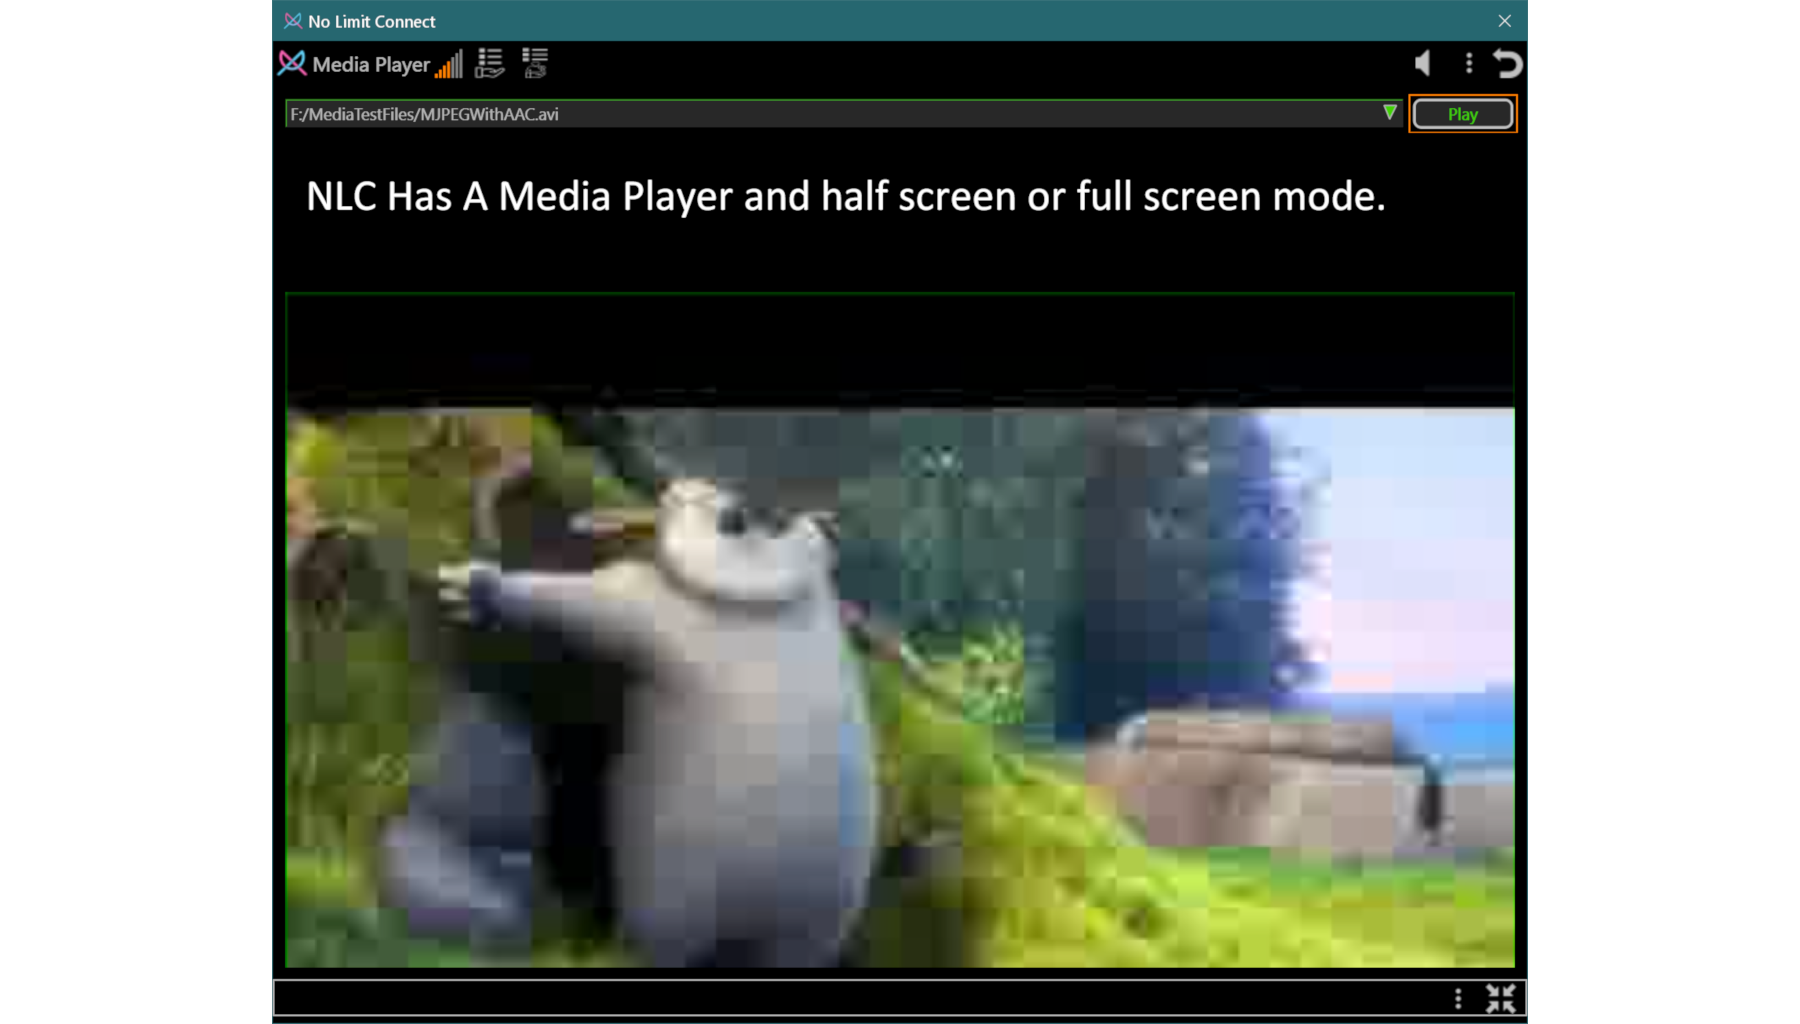 No Limit Connect
Media Player
F:/MediaTestFiles/MJPEGWithAAC.avi
Play
NLC Has A Media Player and half screen or full screen mode.